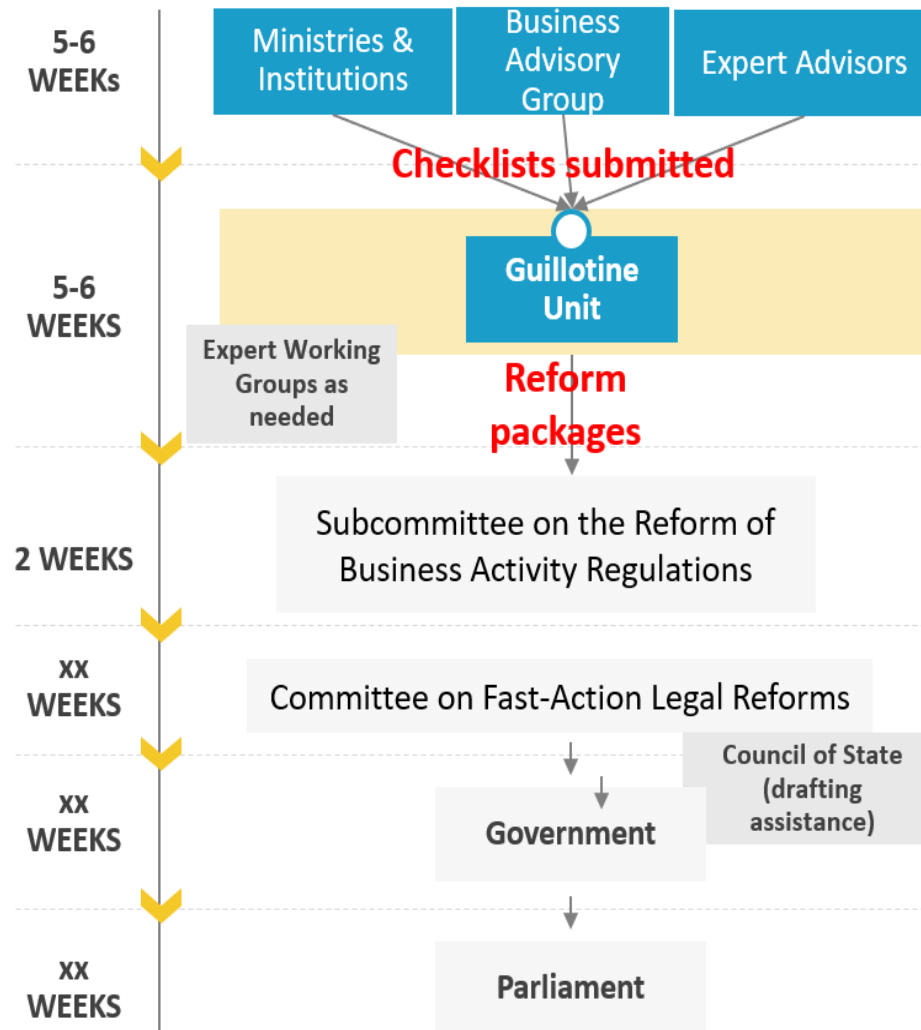 5-6
WEEKs
Ministries &
Institutions
Business
Advisory
Group
Expert Advisors
Checklists submitted
5-6
WEEKS
Guillotine
Unit
Expert Working
Groups as
needed
Reform
packages
2 WEEKS
Subcommittee on the Reform of
Business Activity Regulations
xx
WEEKS
Committee on Fast-Action Legal Reforms
Council of State
(drafting
assistance)
xx
WEEKS
Government
xx
WEEKS
Parliament